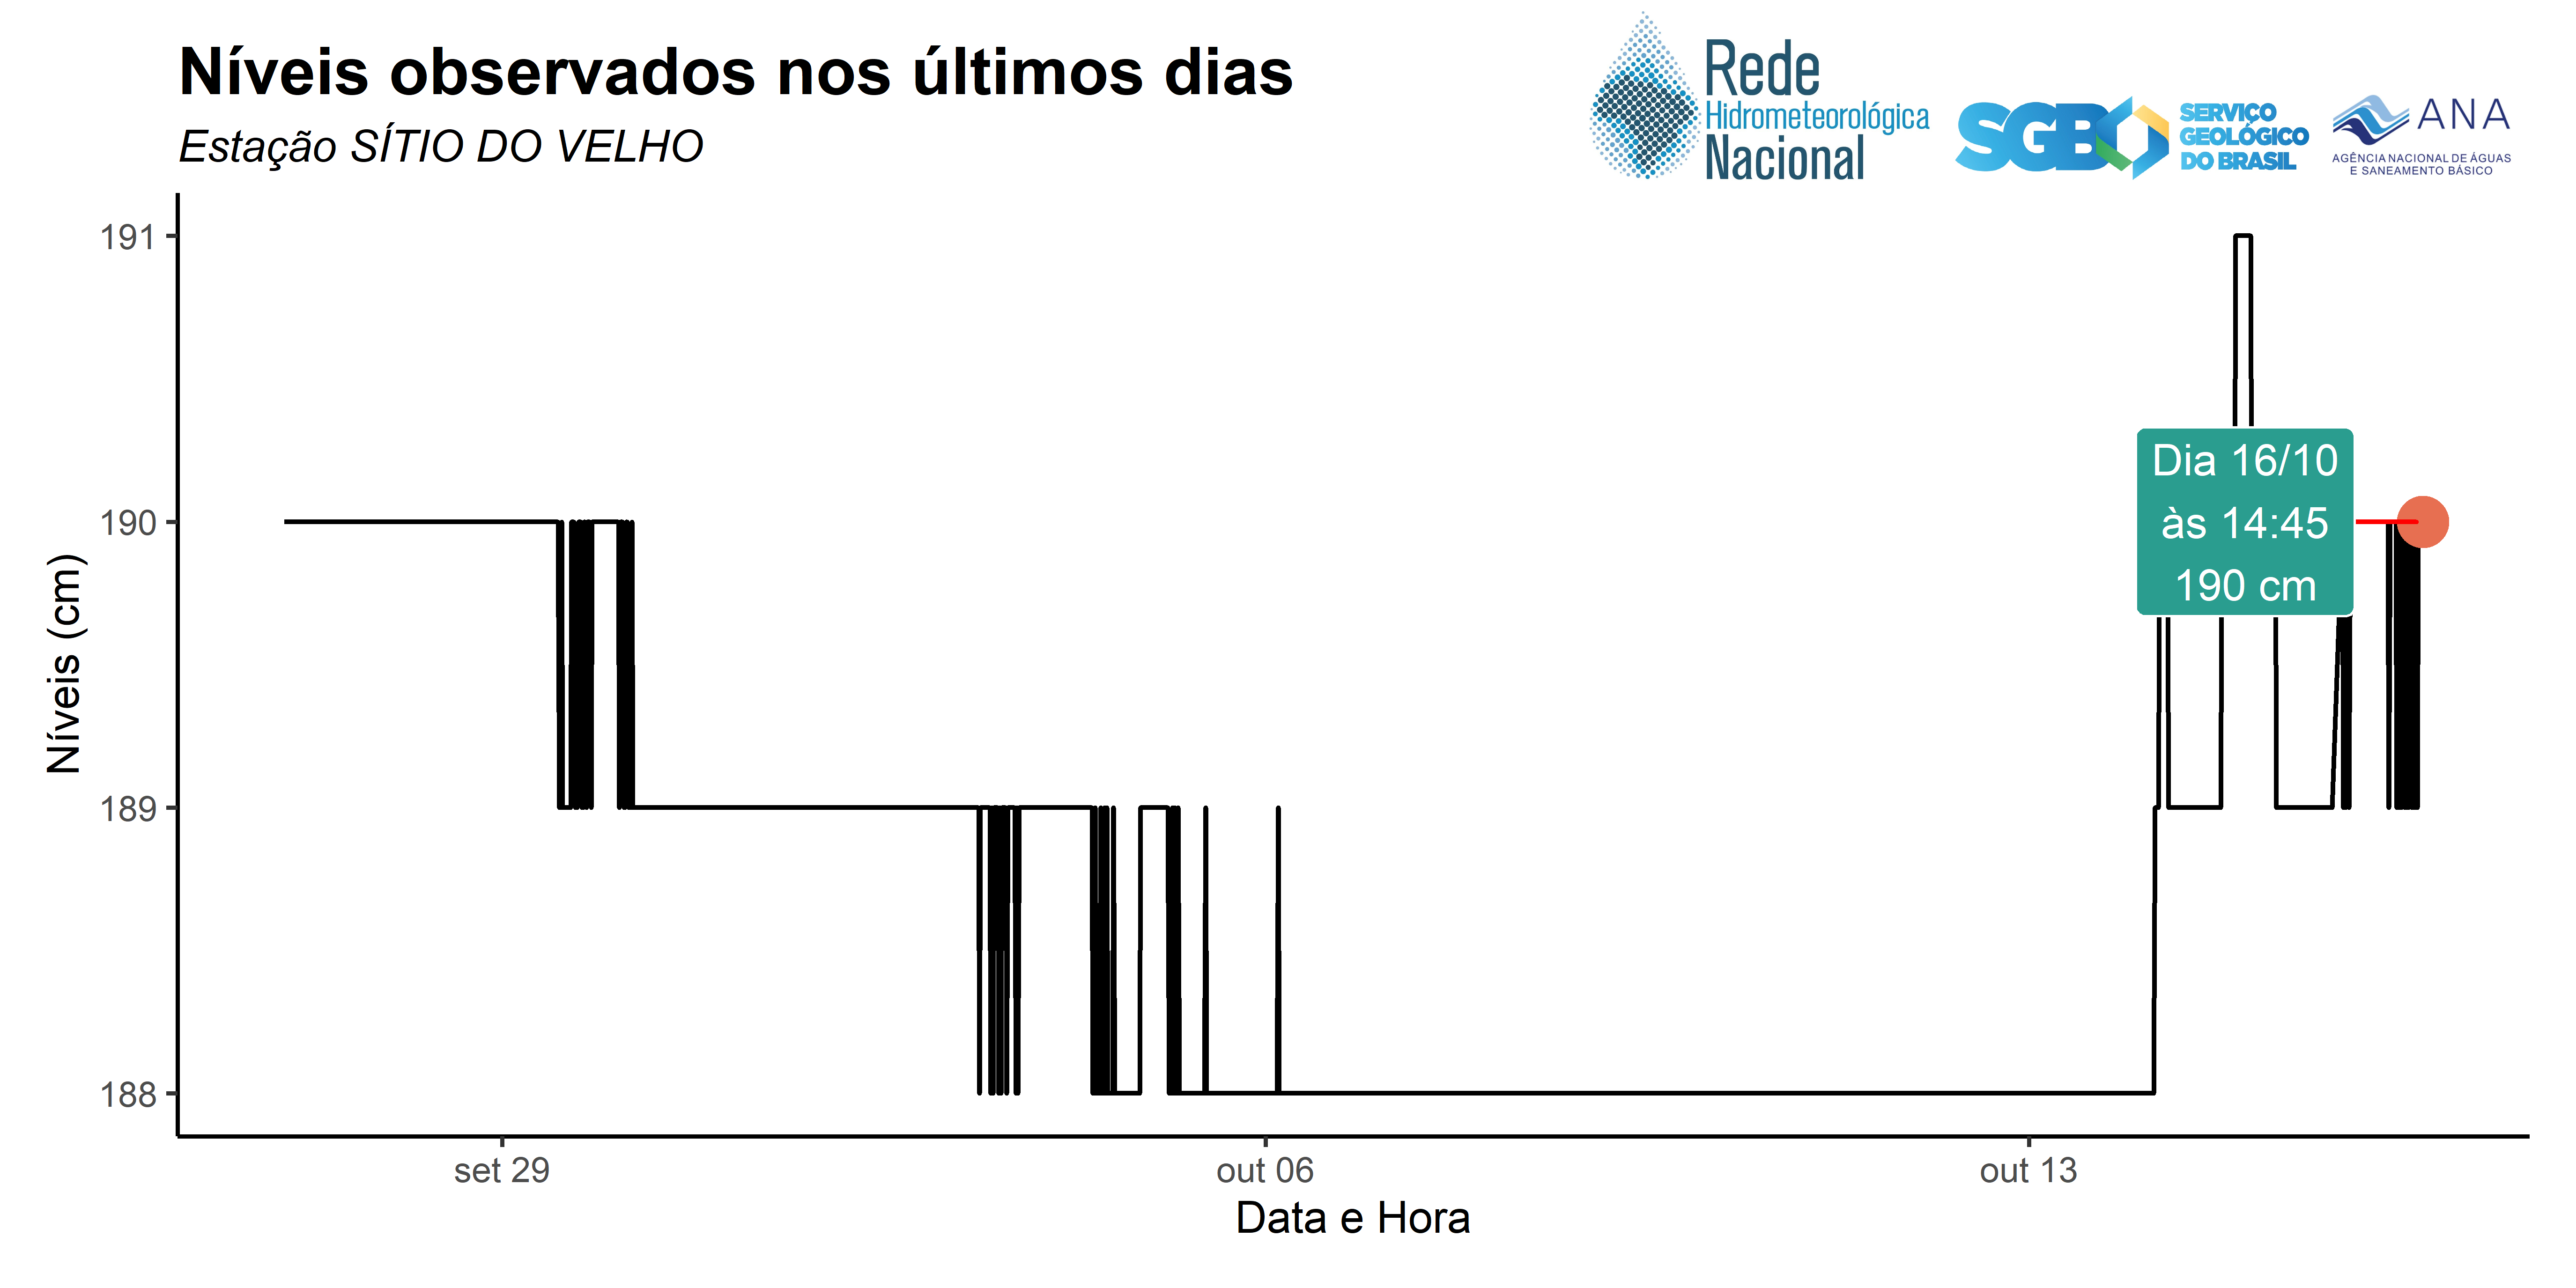 Níveis observados nos últimos dias
Estação SÍTIO DO VELHO
Rede
Hidrometeorológica
Nacional
SGB
SERVIÇO
GEOLÓGICO
DO BRASIL
ANA
AGÊNCIA NACIONAL DE ÁGUAS
E SANEAMENTO BÁSICO
191
190
189
188
Níveis (cm)
Dia 16/10
às 14:45
190 cm
set 29
out 06
out 13
Data e Hora